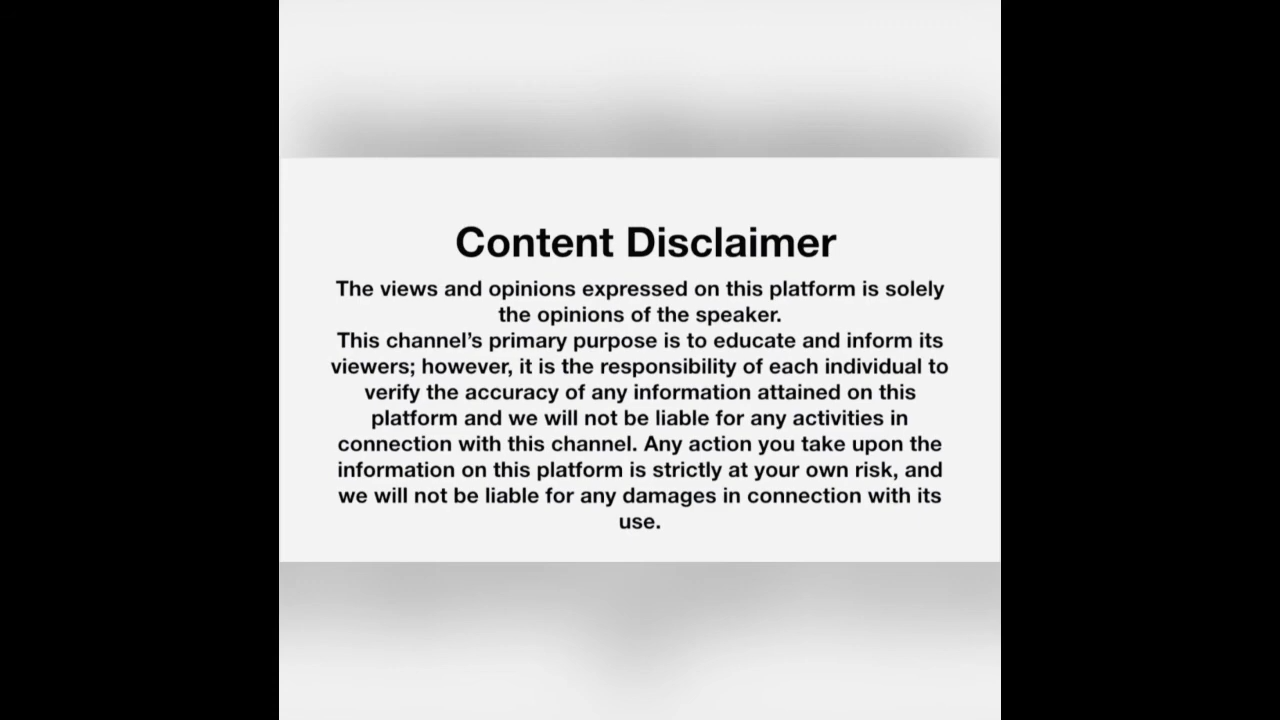 Content Disclaimer
The views and opinions expressed on this platform is solely
the opinions of the speaker.
This channel’s primary purpose is to educate and inform its
viewers; however, it is the responsibility of each individual to
verify the accuracy of any information attained on this
platform and we will not be liable for any activities in
connection with this channel. Any action you take upon the
information on this platform is strictly at your own risk, and
we will not be liable for any damages in connection with its
use.